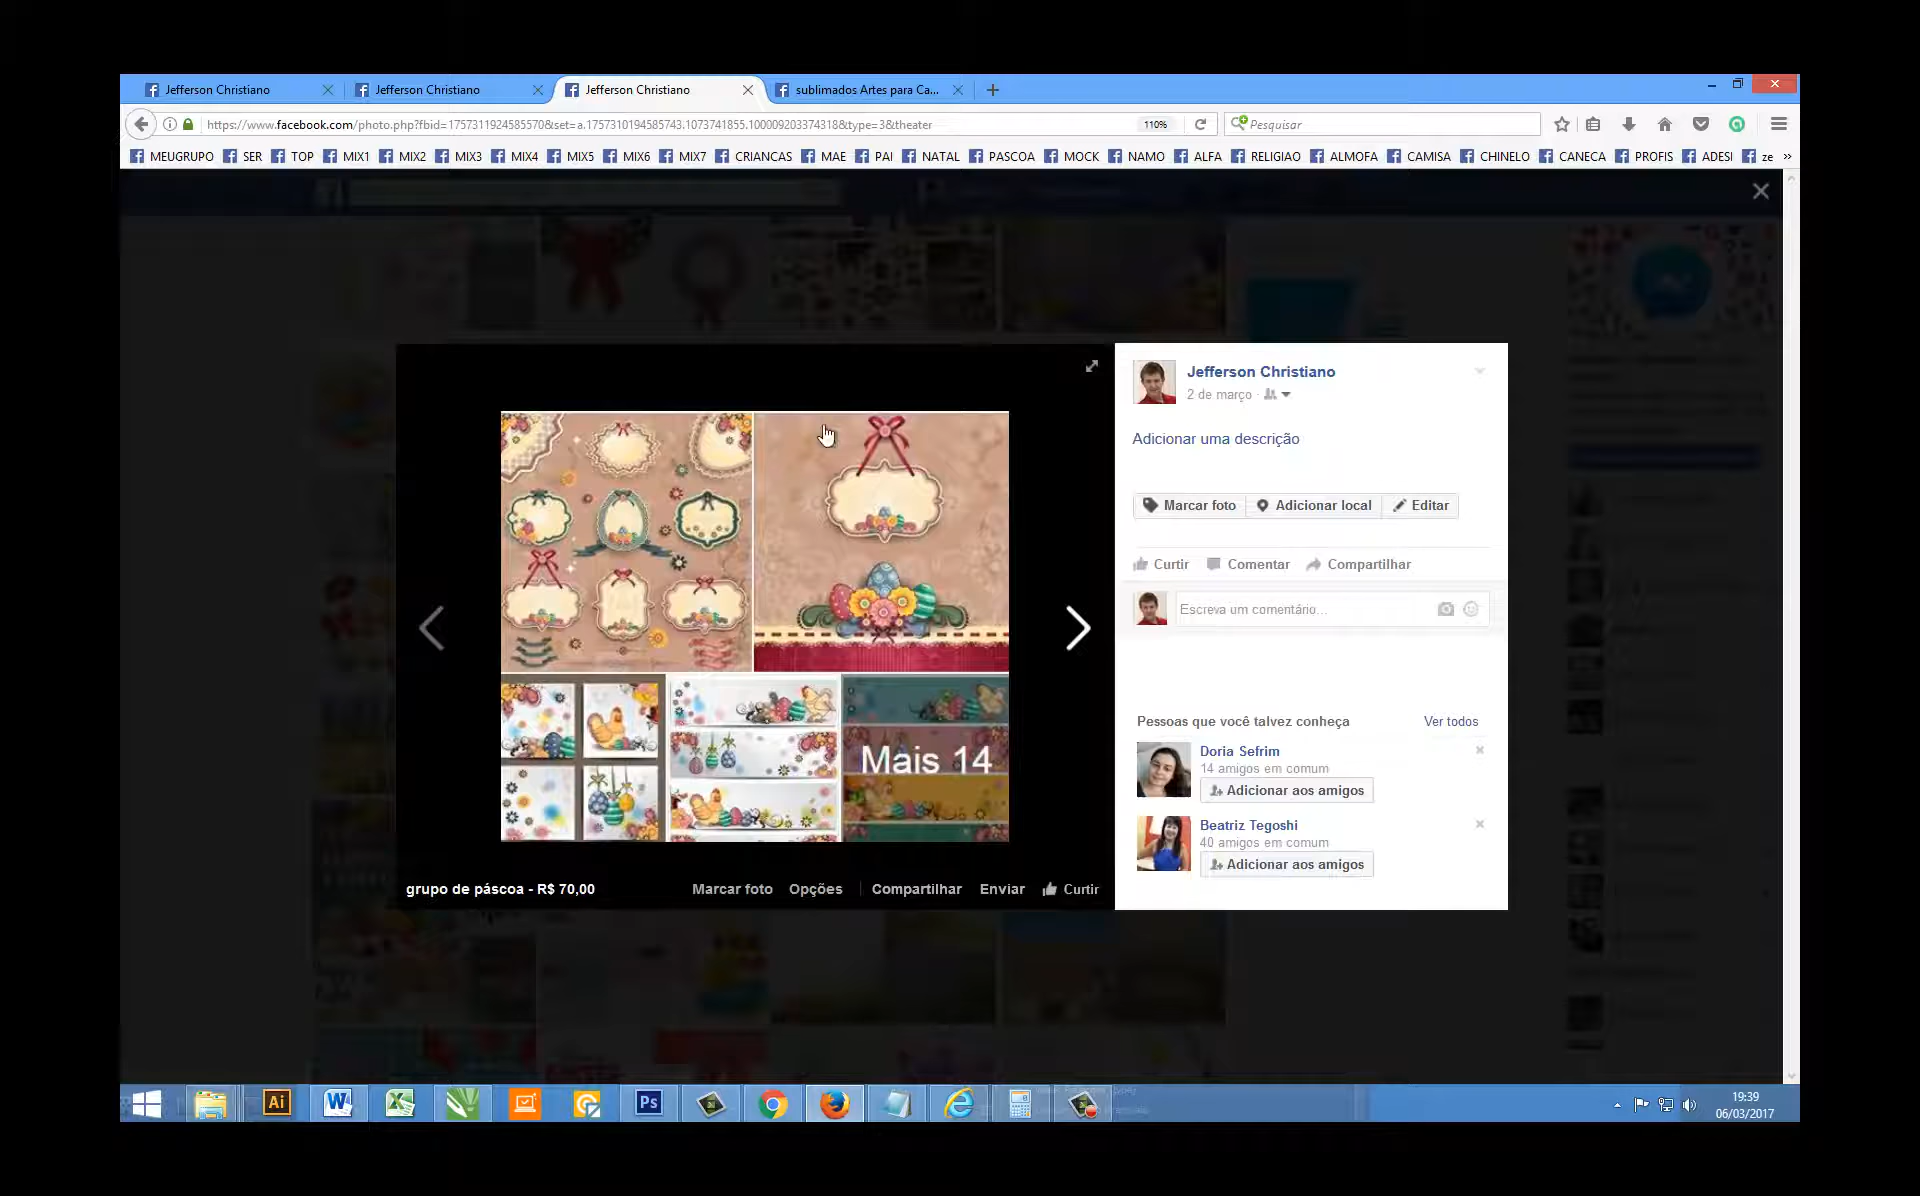 Jefferson Christiano
Jefferson Christiano
Jefferson Christiano
sublimados Artes para Ca...
https://www.facebook.com/photo.php?fbid=1757311924585570&set=a.1757310194585743.1073741855.100009203374318&type=3&theater
110%
Pesquisar
MEUGRUPO SER TOP MIX1 MIX2 MIX3 MIX4 MIX5 MIX6 MIX7 CRIANCAS MAE PAI NATAL PASCOA MOCK NAMO ALFA RELIGIAO ALMOFA CAMISA CHINELO CANECA PROFIS ADESI ze »
Jefferson Christiano
2 de março
Adicionar uma descrição
Marcar foto Adicionar local Editar
Curtir Comentar Compartilhar
Escreva um comentário...
Pessoas que você talvez conheça Ver todos
Doria Sefrim
14 amigos em comum
Adicionar aos amigos
Beatriz Tegoshi
40 amigos em comum
Adicionar aos amigos
Mais 14
grupo de páscoa - R$ 70,00
Marcar foto Opções Compartilhar Enviar Curtir
Ai
Ps
19:39
06/03/2017